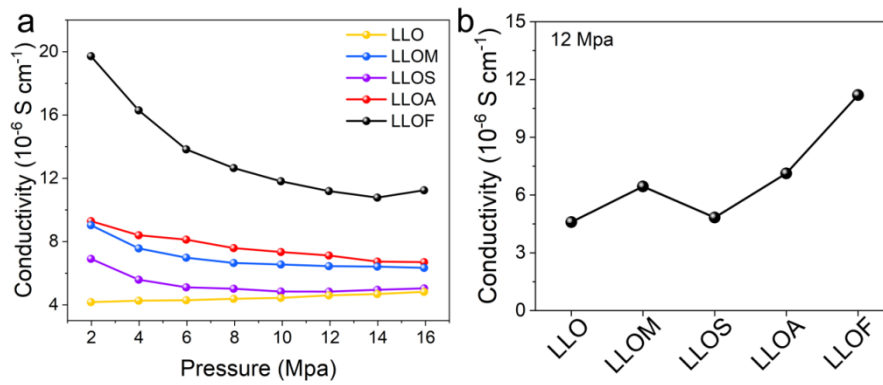 a
LLO
LLOM
LLOS
LLOA
LLOF
20
16
12
8
4
Conductivity (10⁻⁶ S cm⁻¹)
2 4 6 8 10 12 14 16
Pressure (Mpa)
b
12 Mpa
15
12
9
6
3
0
Conductivity (10⁻⁶ S cm⁻¹)
LLO LLOM LLOS LLOA LLOF